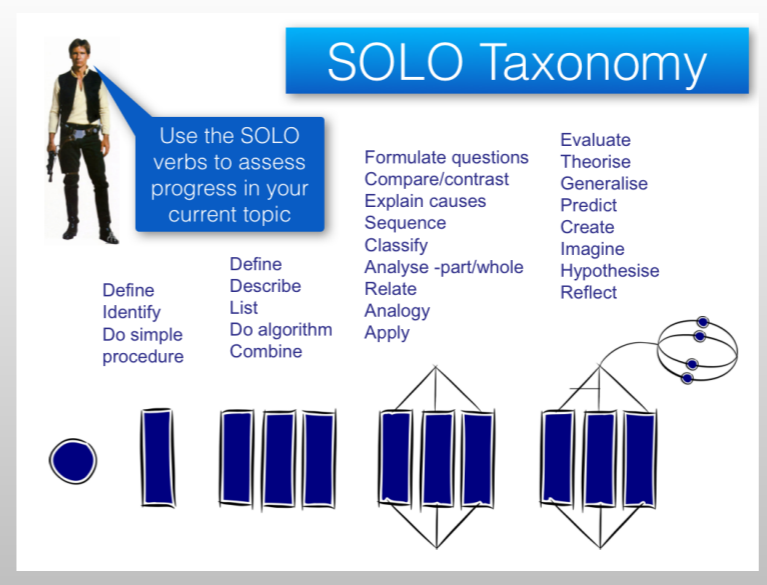 SOLO Taxonomy
Use the SOLO
verbs to assess
progress in your
current topic
Define
Identify
Do simple
procedure
Define
Describe
List
Do algorithm
Combine
Formulate questions
Compare/contrast
Explain causes
Sequence
Classify
Analyse -part/whole
Relate
Analogy
Apply
Evaluate
Theorise
Generalise
Predict
Create
Imagine
Hypothesise
Reflect